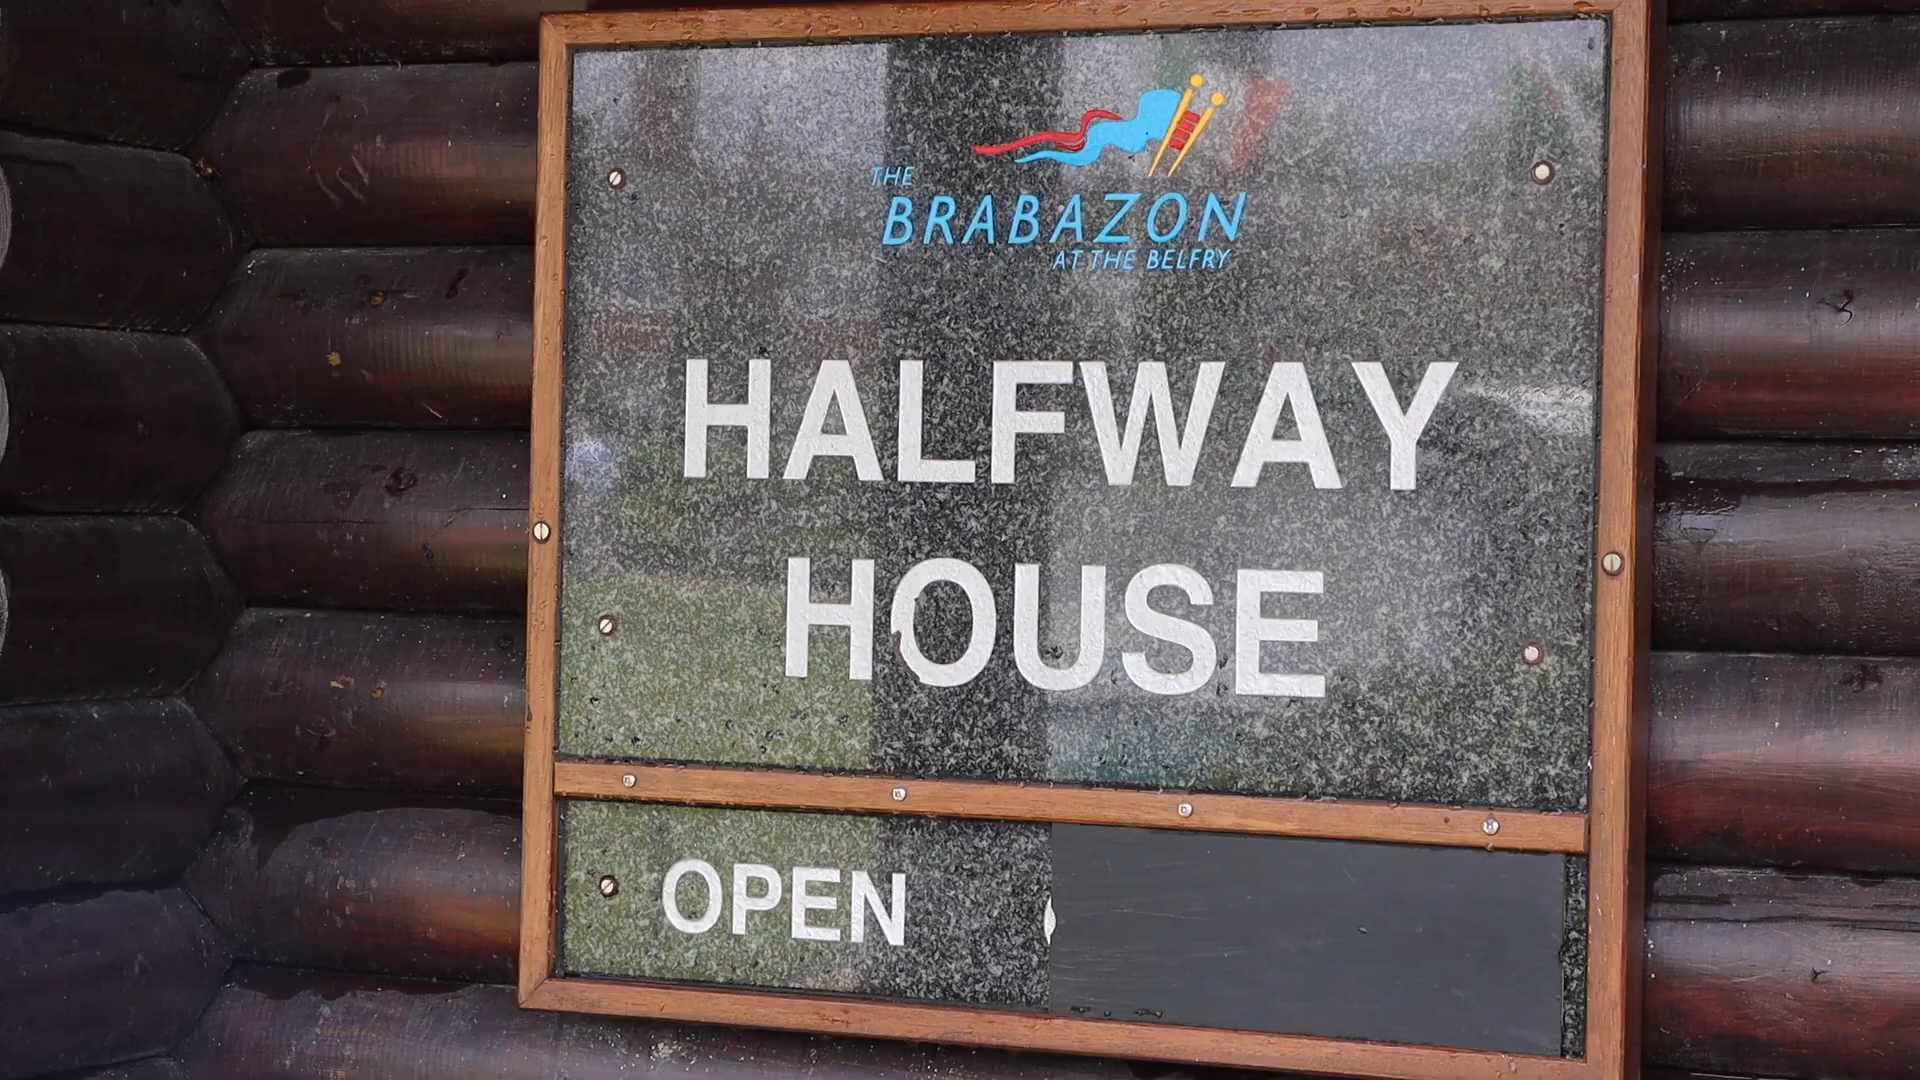 THE
BRABAZON
AT THE BELFRY
HALFWAY
HOUSE
OPEN